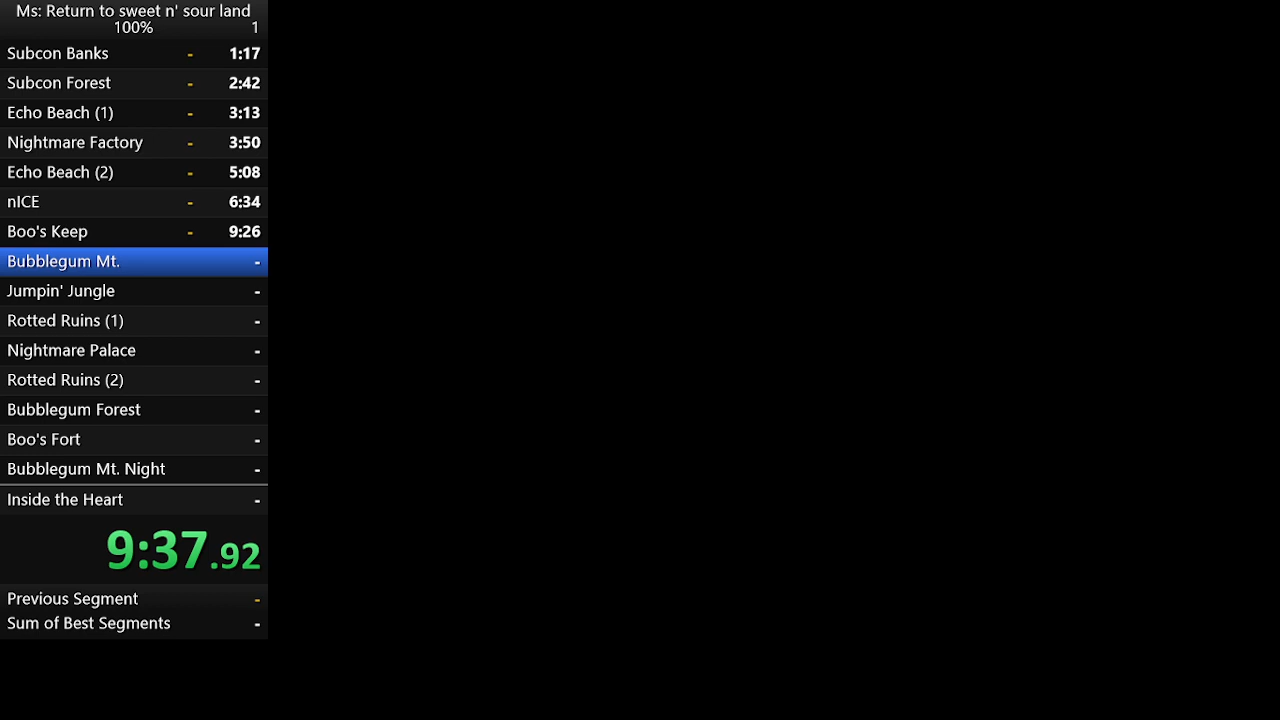 Ms: Return to sweet n' sour land
100% 1
Subcon Banks - 1:17
Subcon Forest - 2:42
Echo Beach (1) - 3:13
Nightmare Factory - 3:50
Echo Beach (2) - 5:08
nICE - 6:34
Boo's Keep - 9:26
Bubblegum Mt. -
Jumpin' Jungle -
Rotted Ruins (1) -
Nightmare Palace -
Rotted Ruins (2) -
Bubblegum Forest -
Boo's Fort -
Bubblegum Mt. Night -
Inside the Heart -
9:37.92
Previous Segment -
Sum of Best Segments -